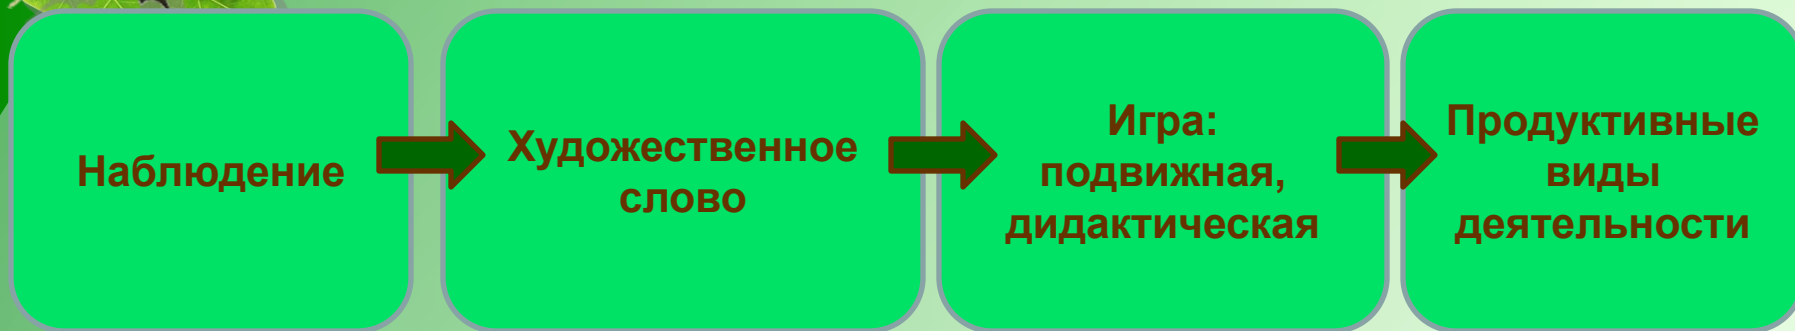 Наблюдение
Художественное
слово
Игра:
подвижная,
дидактическая
Продуктивные
виды
деятельности